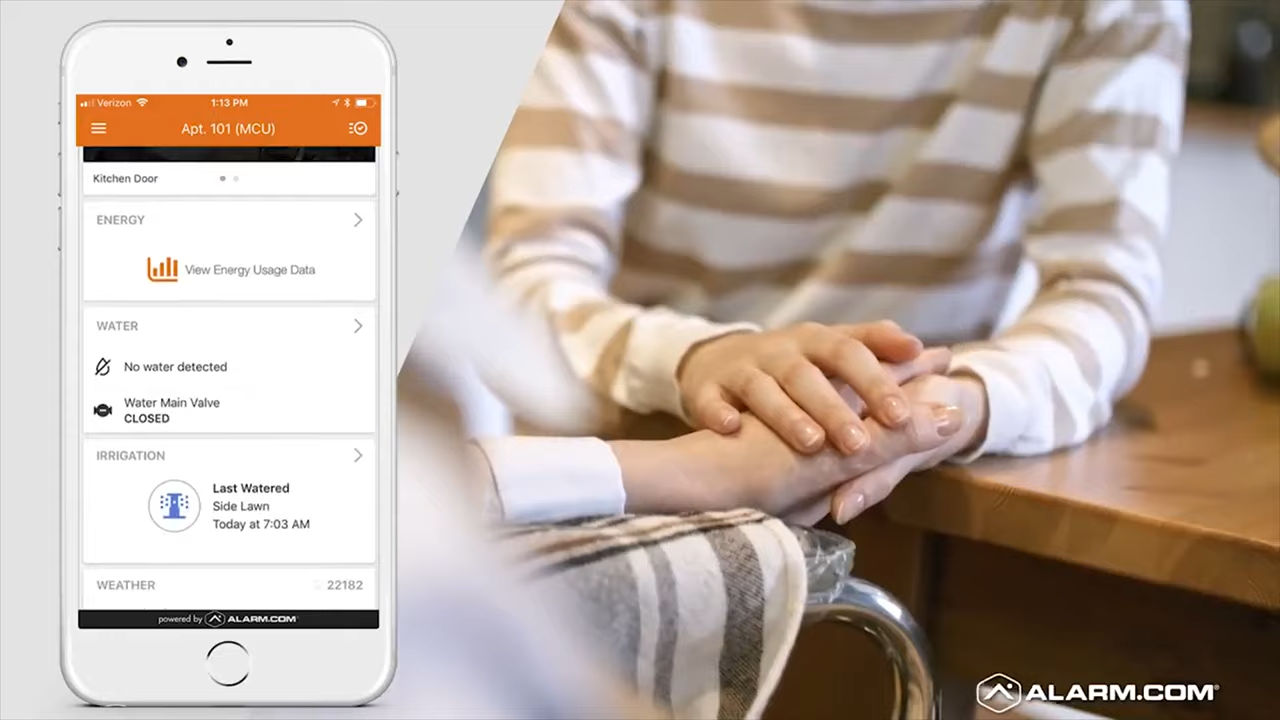 Verizon
1:13 PM
Apt. 101 (MCU)
Kitchen Door
ENERGY
View Energy Usage Data
WATER
No water detected
Water Main Valve
CLOSED
IRRIGATION
Last Watered
Side Lawn
Today at 7:03 AM
WEATHER
22182
powered by ALARM.COM
ALARM.COM®